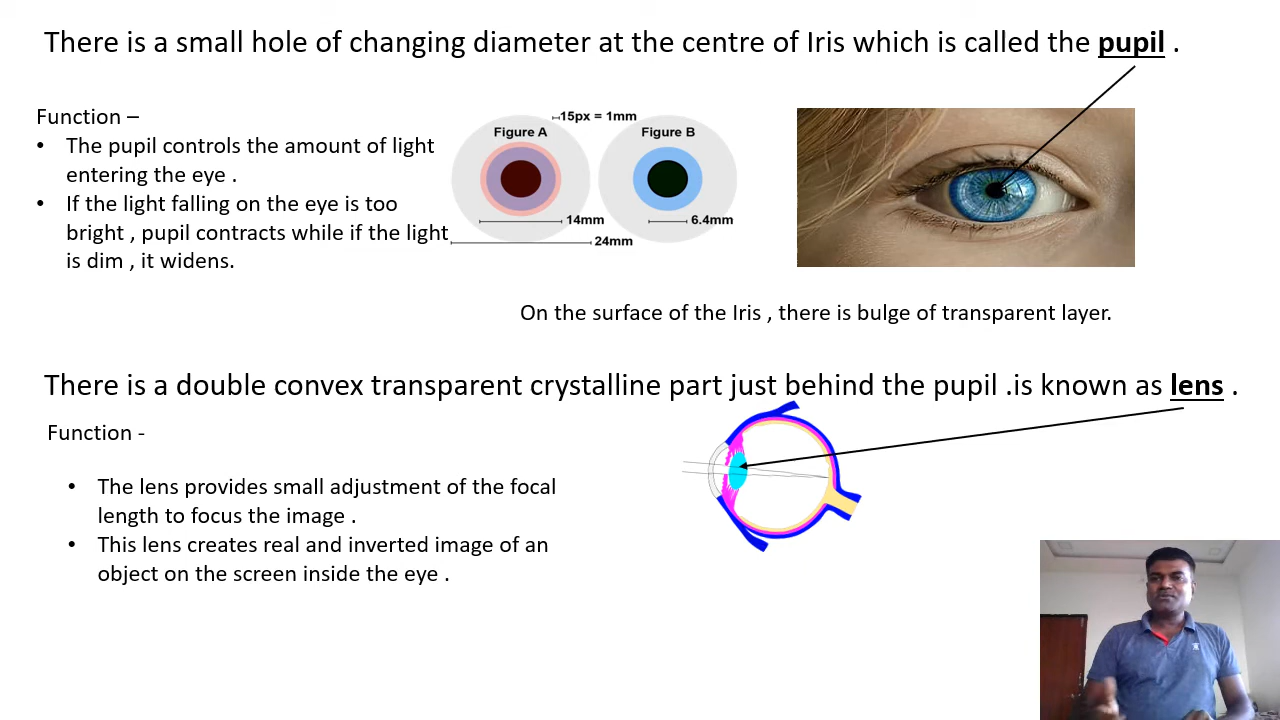 There is a small hole of changing diameter at the centre of Iris which is called the pupil .
Function –
• The pupil controls the amount of light
entering the eye .
• If the light falling on the eye is too
bright , pupil contracts while if the light
is dim , it widens.
15px = 1mm
Figure A
Figure B
14mm
6.4mm
24mm
On the surface of the Iris , there is bulge of transparent layer.
There is a double convex transparent crystalline part just behind the pupil .is known as lens .
Function -
• The lens provides small adjustment of the focal
length to focus the image .
• This lens creates real and inverted image of an
object on the screen inside the eye .